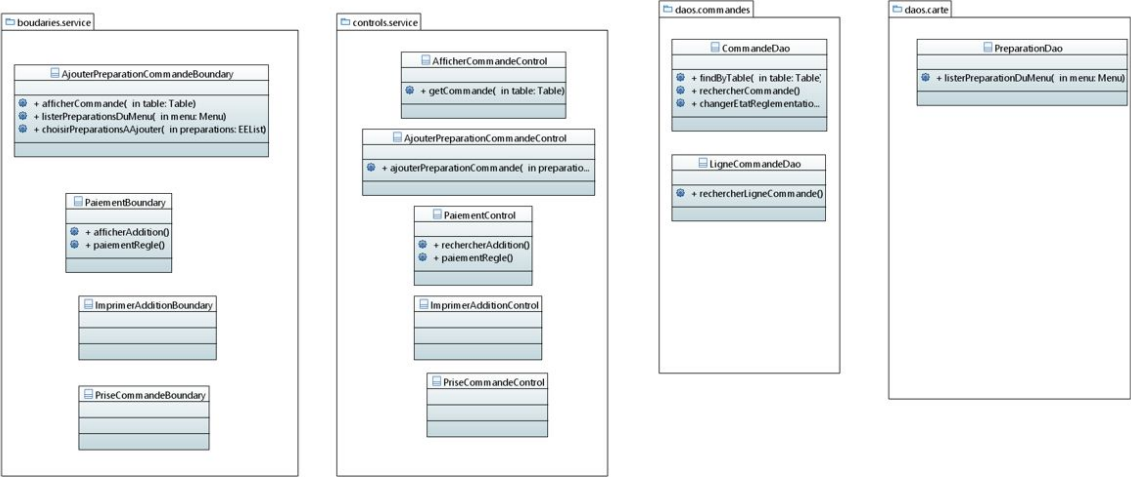 boudaries.service
AjouterPreparationCommandeBoundary
+ afficherCommande( in table: Table)
+ listerPreparationsDuMenu( in menu: Menu)
+ choisirPreparationsAAjouter( in preparations: EEList)
PaiementBoundary
+ afficherAddition()
+ paiementRegle()
ImprimerAdditionBoundary
PriseCommandeBoundary
controls.service
AfficherCommandeControl
+ getCommande( in table: Table)
AjouterPreparationCommandeControl
+ ajouterPreparationCommande( in preparatio...
PaiementControl
+ rechercherAddition()
+ paiementRegle()
ImprimerAdditionControl
PriseCommandeControl
daos.commandes
CommandeDao
+ findByTable( in table: Table)
+ rechercherCommande()
+ changerEtatReglementatio...
LigneCommandeDao
+ rechercherLigneCommande()
daos.carte
PreparationDao
+ listerPreparationDuMenu( in menu: Menu)